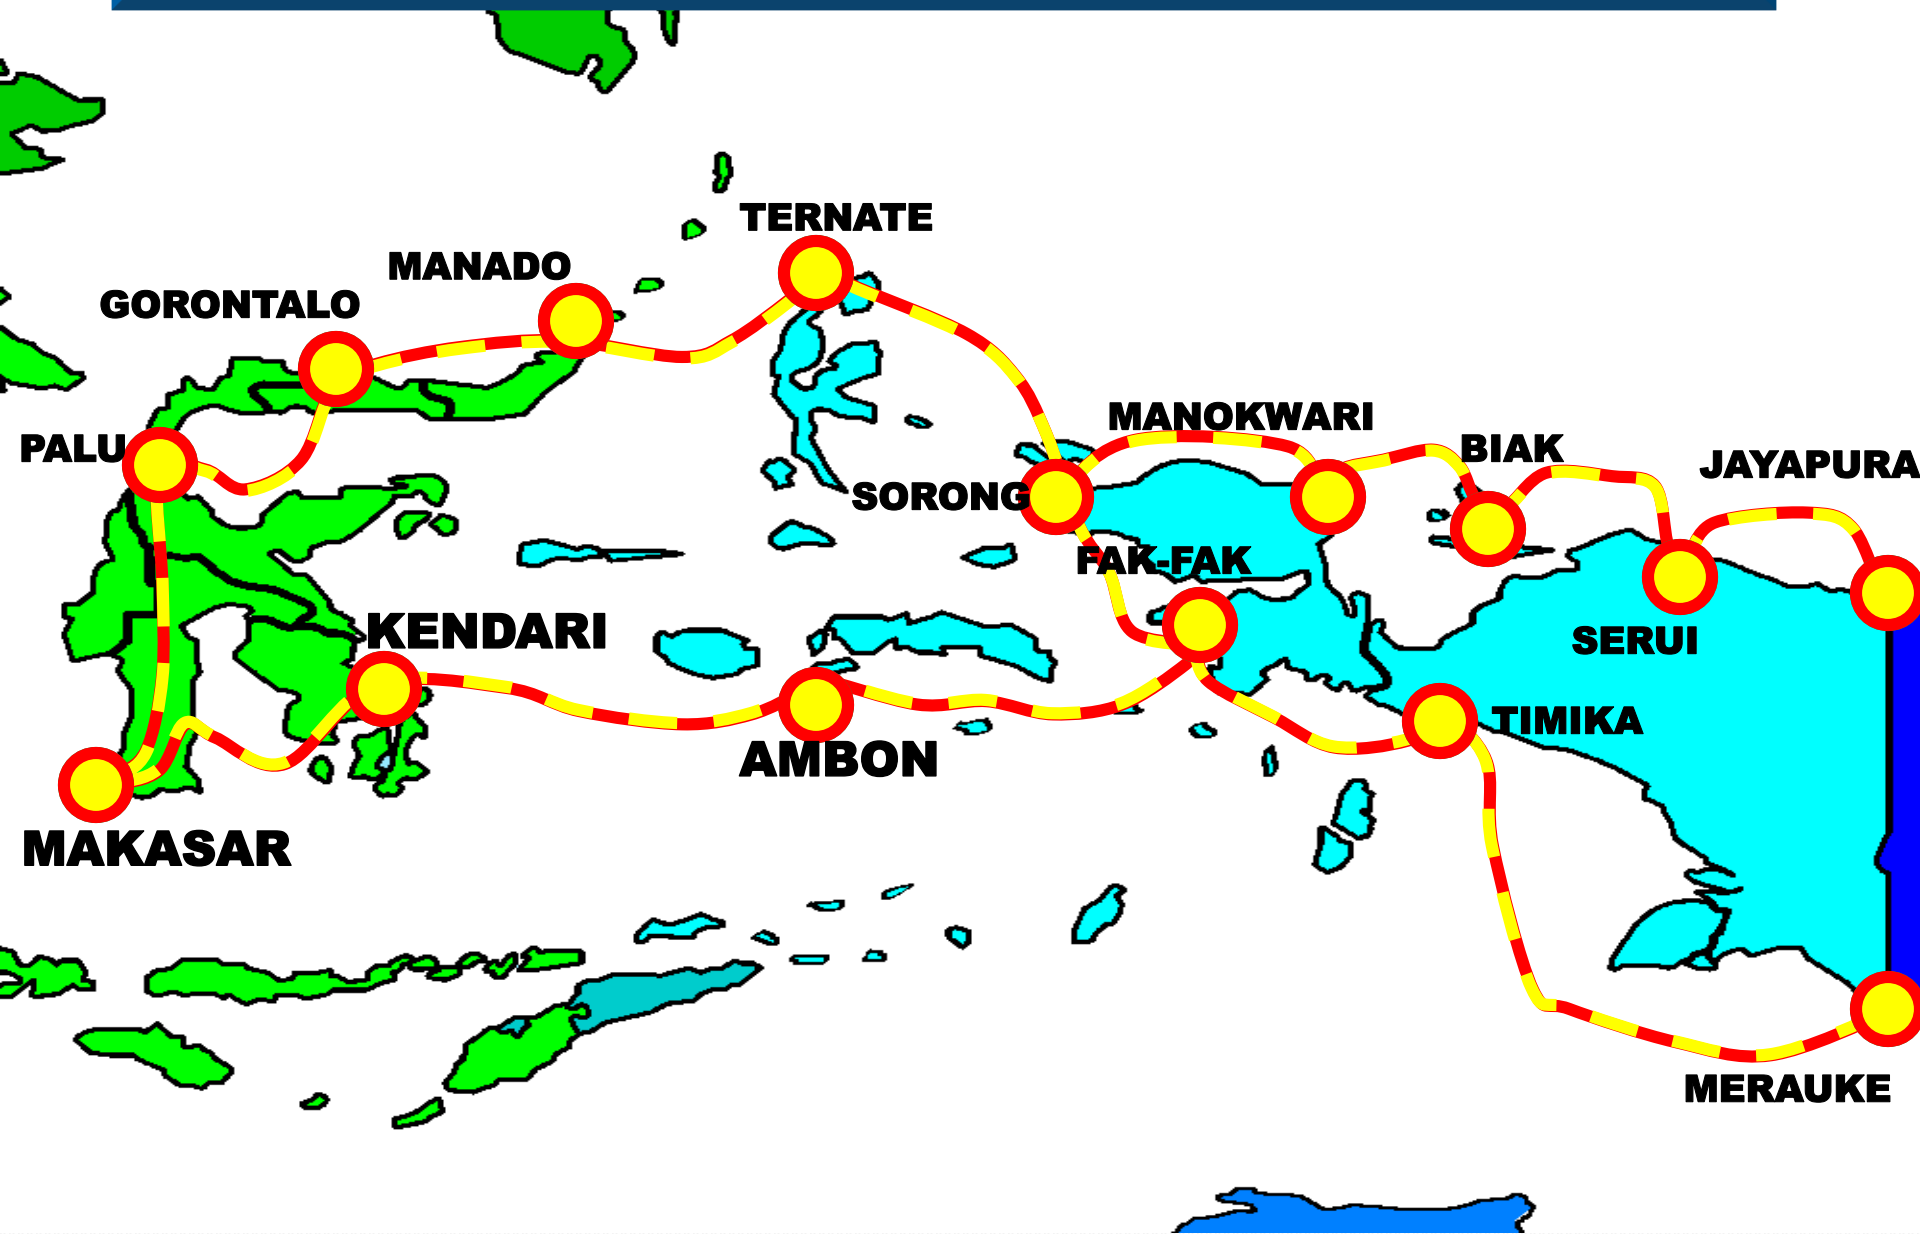 TERNATE
MANADO
GORONTALO
MANOKWARI
PALU
BIAK
JAYAPURA
SORONG
FAK-FAK
KENDARI
SERUI
TIMIKA
AMBON
MAKASAR
MERAUKE